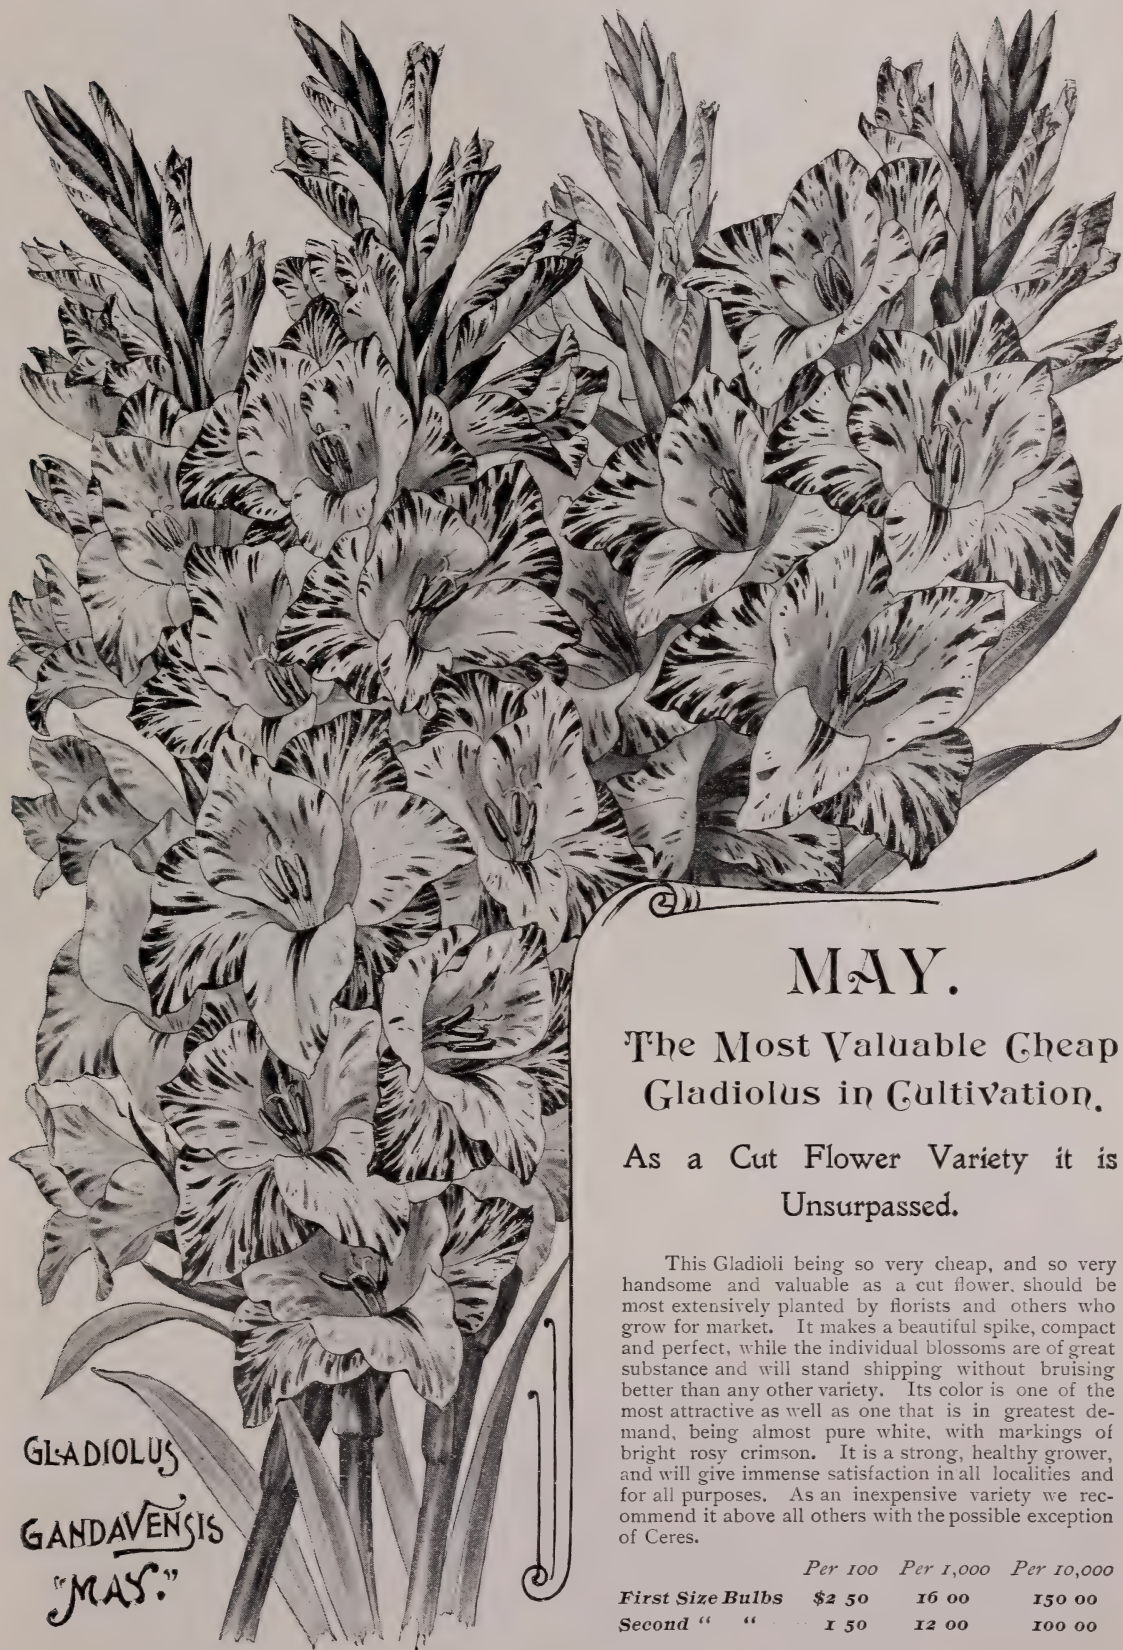 MAY.
The Most Valuable Cheap
Gladiolus in Cultivation.
As a Cut Flower Variety it is
Unsurpassed.
This Gladioli being so very cheap, and so very
handsome and valuable as a cut flower, should be
most extensively planted by florists and others who
grow for market. It makes a beautiful spike, compact
and perfect, while the individual blossoms are of great
substance and will stand shipping without bruising
better than any other variety. Its color is one of the
most attractive as well as one that is in greatest de-
mand, being almost pure white, with markings of
bright rosy crimson. It is a strong, healthy grower,
and will give immense satisfaction in all localities and
for all purposes. As an inexpensive variety we rec-
ommend it above all others with the possible exception
of Ceres.
Per 100 Per 1,000 Per 10,000
First Size Bulbs $2 50 16 00 150 00
Second " " 1 50 12 00 100 00
GLADIOLUS
GANDAVENSIS
"MAY."